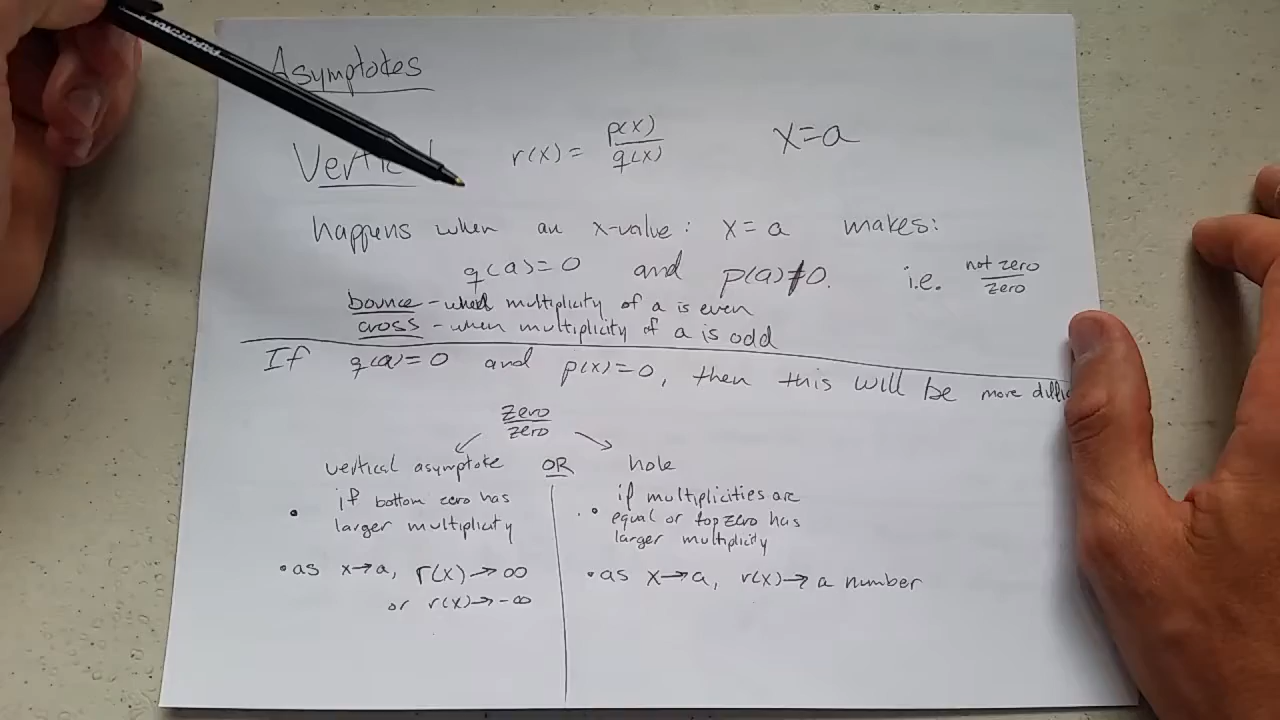 Asymptotes
Vertical r(x) = p(x)/q(x) x=a
happens when an x-value: x=a makes:
q(a)=0 and p(a)≠0. i.e. not zero/zero
bounce - when multiplicity of a is even
cross - when multiplicity of a is odd
If q(a)=0 and p(x)=0, then this will be more
zero/zero
vertical asymptote OR hole
• if bottom zero has
larger multiplicity
• as x→a, r(x)→∞
or r(x)→-∞
• if multiplicities are
equal or top zero has
larger multiplicity
• as x→a, r(x)→ a number